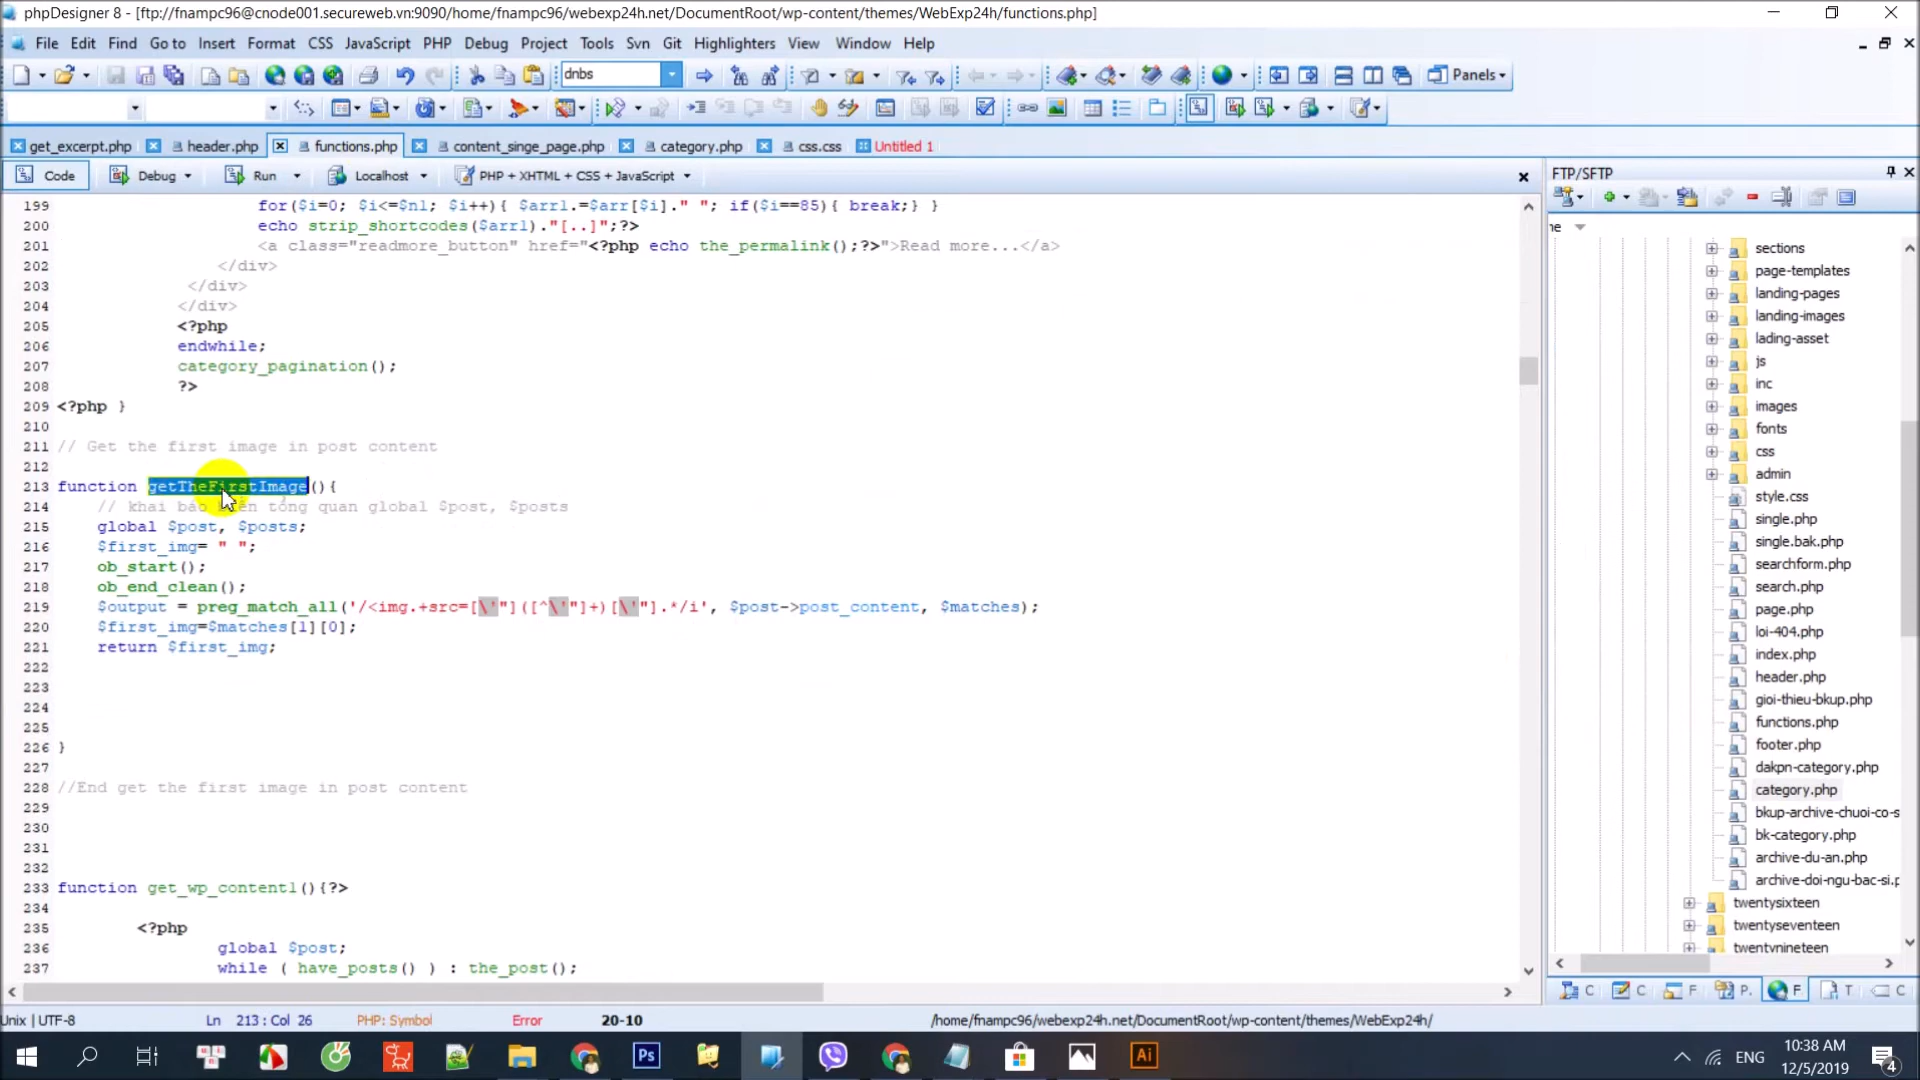 phpDesigner 8 - [ftp://fnampc96@cnode001.secureweb.vn:9090/home/fnampc96/webexp24h.net/DocumentRoot/wp-content/themes/WebExp24h/functions.php]
File Edit Find Go to Insert Format CSS JavaScript PHP Debug Project Tools Svn Git Highlighters View Window Help
dnbs
Panels
get_excerpt.php header.php functions.php content_singe_page.php category.php css.css Untitled 1
Code Debug Run Localhost PHP + XHTML + CSS + JavaScript
199 for($i=0; $i<=$n1; $i++){ $arr1.=$arr[$i]." "; if($i==85){ break;} }
200 echo strip_shortcodes($arr1)."[..]";?>
201 <a class="readmore_button" href="<?php echo the_permalink();?>">Read more...</a>
202 </div>
203 </div>
204 </div>
205 <?php
206 endwhile;
207 category_pagination();
208 ?>
209 <?php }
210
211 // Get the first image in post content
212
213 function getTheFirstImage(){
214 // khai báo quan global $post, $posts
215 global $post, $posts;
216 $first_img= " ";
217 ob_start();
218 ob_end_clean();
219 $output = preg_match_all('/<img.+src=[\'"]([^\'"]+)[\'"].*/i', $post->post_content, $matches);
220 $first_img=$matches[1][0];
221 return $first_img;
222
223
224
225
226 }
227
228 //End get the first image in post content
229
230
231
232
233 function get_wp_content1(){?>
234
235 <?php
236 global $post;
237 while ( have_posts() ) : the_post();
Unix | UTF-8 Ln 213 : Col 26 PHP: Symbol Error 20-10 /home/fnampc96/webexp24h.net/DocumentRoot/wp-content/themes/WebExp24h/
FTP/SFTP
ne
sections
page-templates
landing-pages
landing-images
lading-asset
js
inc
images
fonts
css
admin
style.css
single.php
single.bak.php
searchform.php
search.php
page.php
loi-404.php
index.php
header.php
gioi-thieu-bkup.php
functions.php
footer.php
dakpn-category.php
category.php
bkup-archive-chuoi-co-s
bk-category.php
archive-du-an.php
archive-doi-ngu-bac-si.p
twentysixteen
twentyseventeen
twentynineteen
C C F P. F T C
Ps Ai ENG
10:38 AM
12/5/2019
4